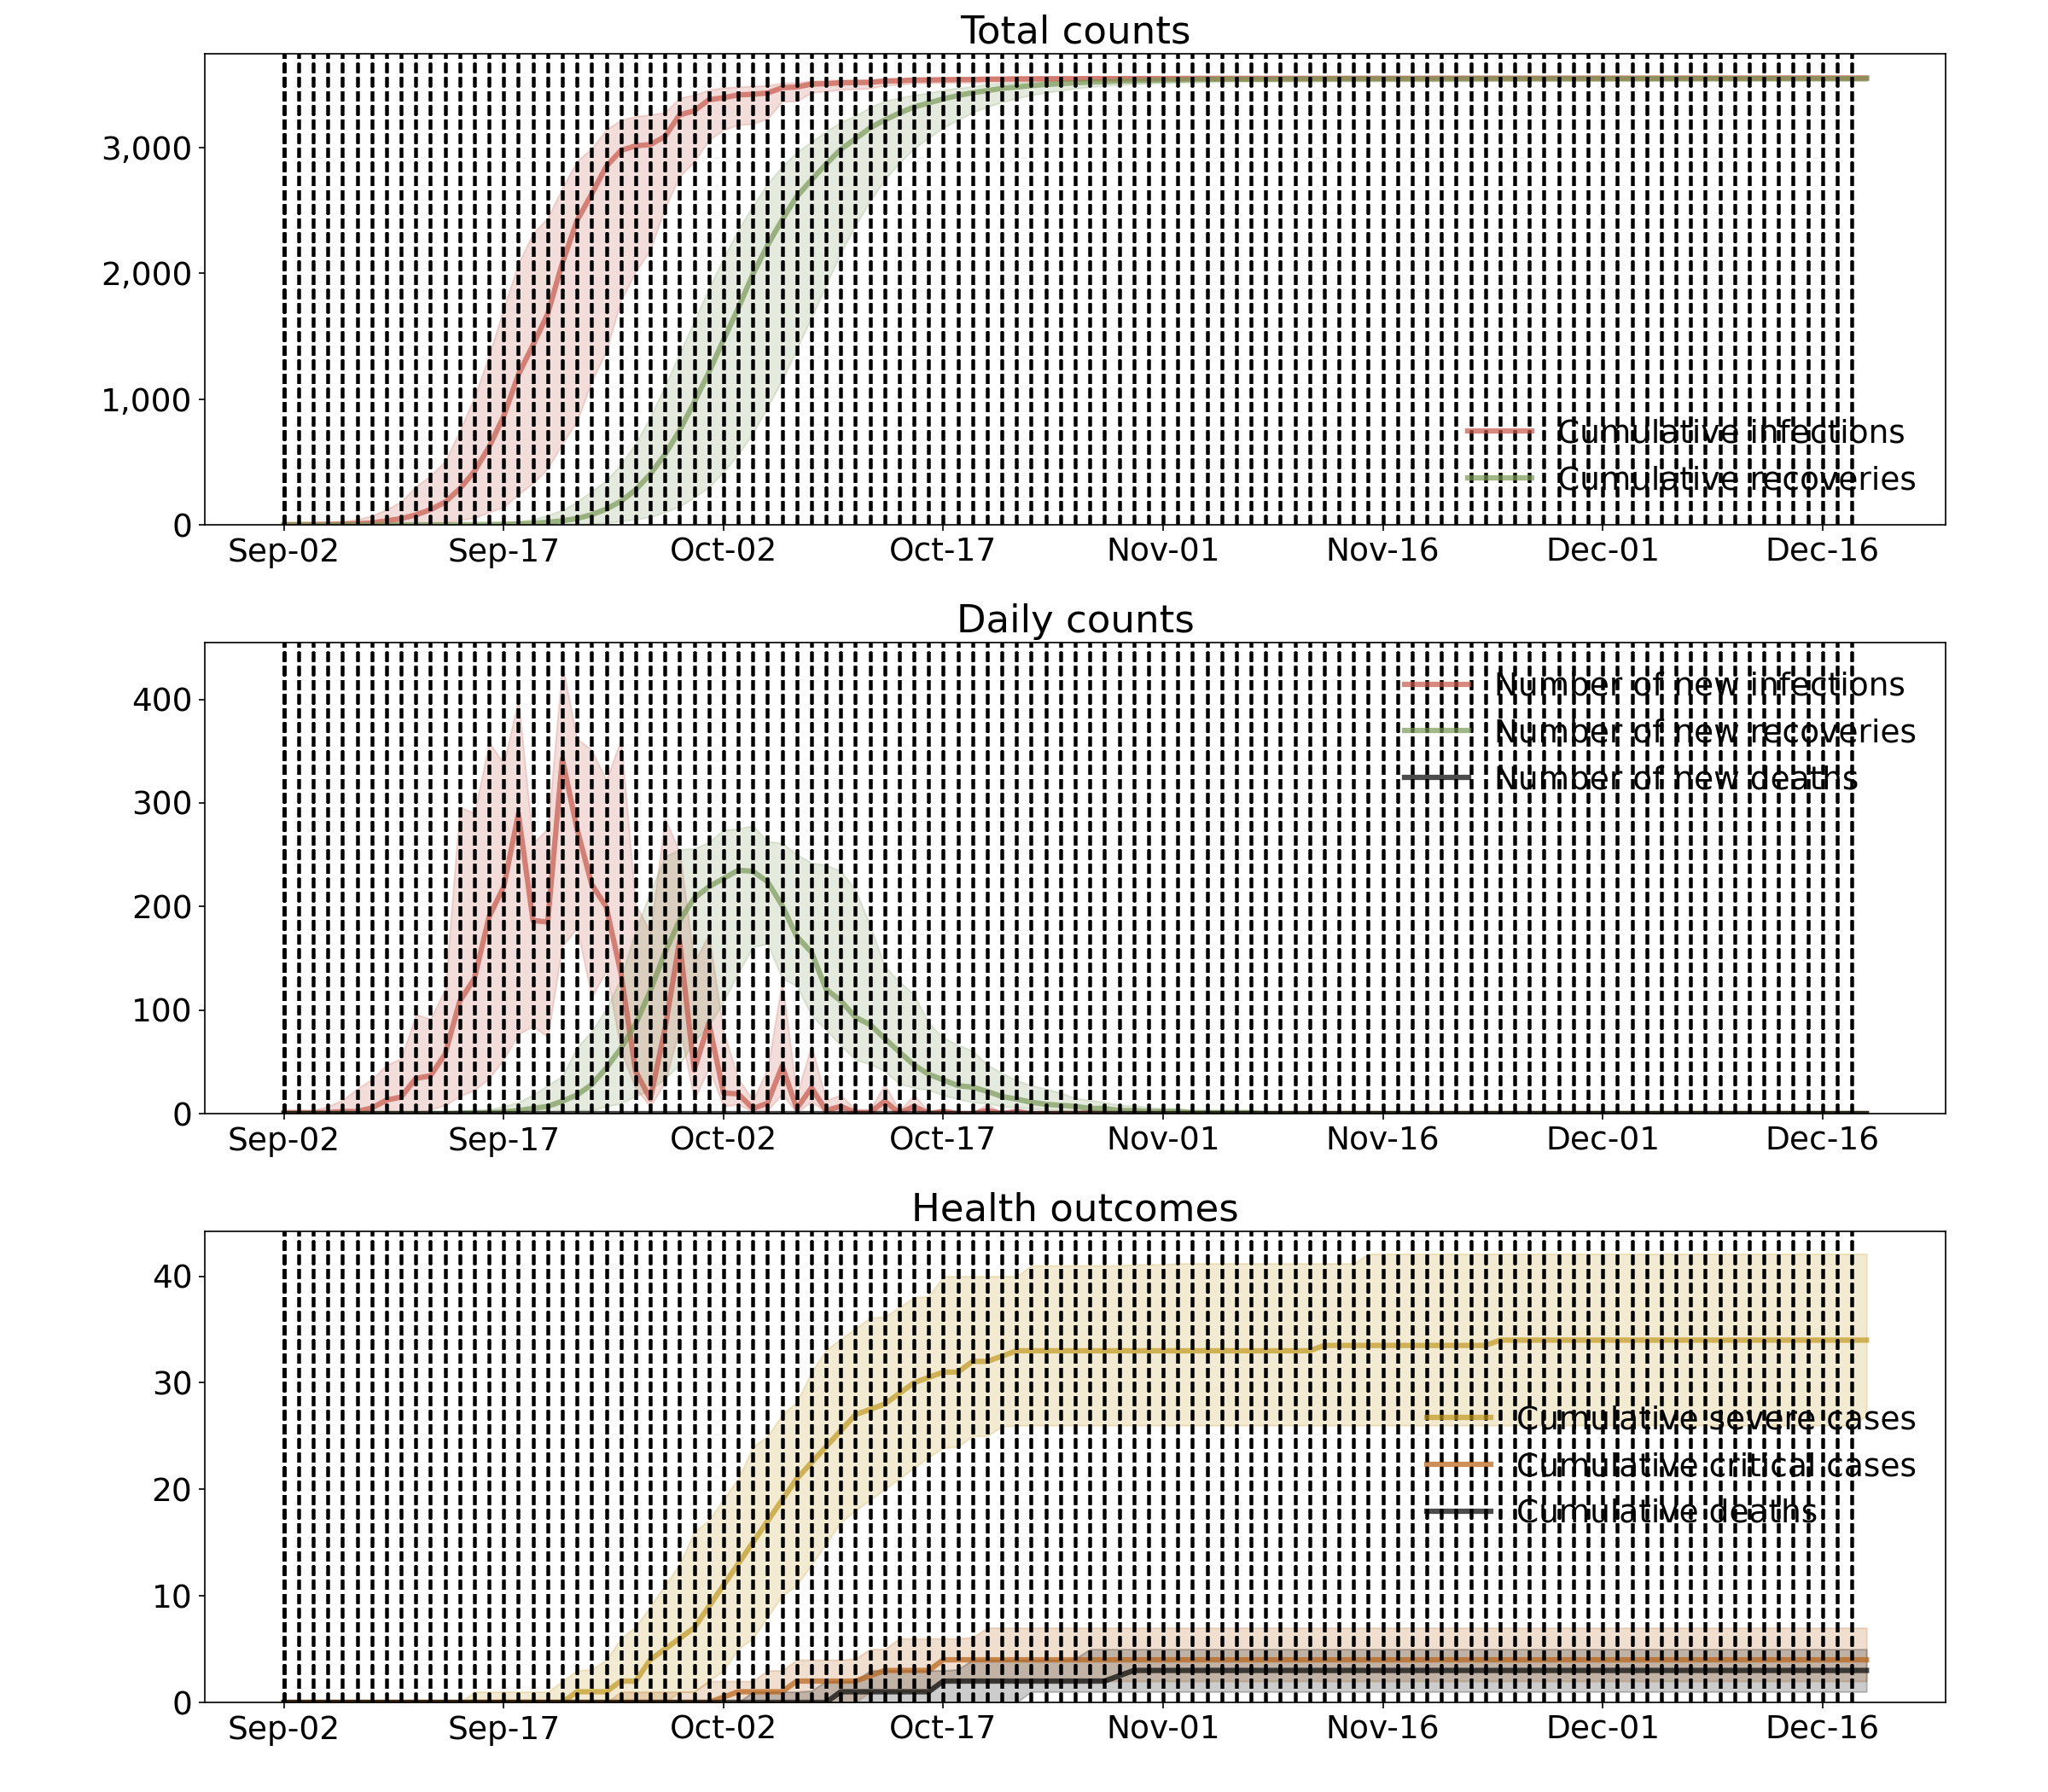 Total counts
3,000
2,000
1,000
0
Cumulative infections
Cumulative recoveries
Sep-02 Sep-17 Oct-02 Oct-17 Nov-01 Nov-16 Dec-01 Dec-16
Daily counts
400
300
200
100
0
Number of new infections
Number of new recoveries
Number of new deaths
Sep-02 Sep-17 Oct-02 Oct-17 Nov-01 Nov-16 Dec-01 Dec-16
Health outcomes
40
30
20
10
0
Cumulative severe cases
Cumulative critical cases
Cumulative deaths
Sep-02 Sep-17 Oct-02 Oct-17 Nov-01 Nov-16 Dec-01 Dec-16